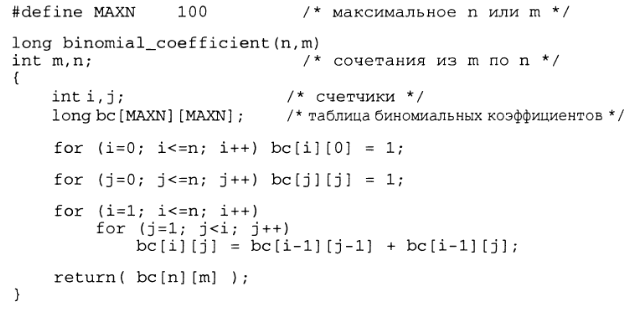 #define MAXN 100 /* максимальное n или m */
long binomial_coefficient(n,m)
int m,n; /* сочетания из m по n */
{
int i,j; /* счетчики */
long bc[MAXN][MAXN]; /* таблица биномиальных коэффициентов */
for (i=0; i<=n; i++) bc[i][0] = 1;
for (j=0; j<=n; j++) bc[j][j] = 1;
for (i=1; i<=n; i++)
for (j=1; j<i; j++)
bc[i][j] = bc[i-1][j-1] + bc[i-1][j];
return( bc[n][m] );
}